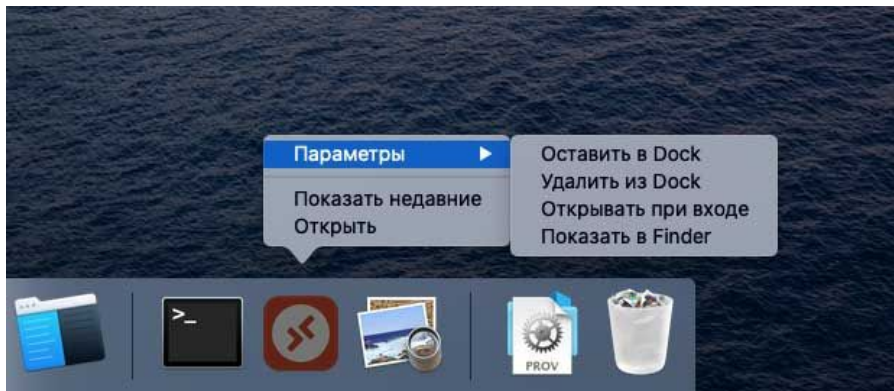 Параметры
Показать недавние
Открыть
Оставить в Dock
Удалить из Dock
Открывать при входе
Показать в Finder
>_
PROV